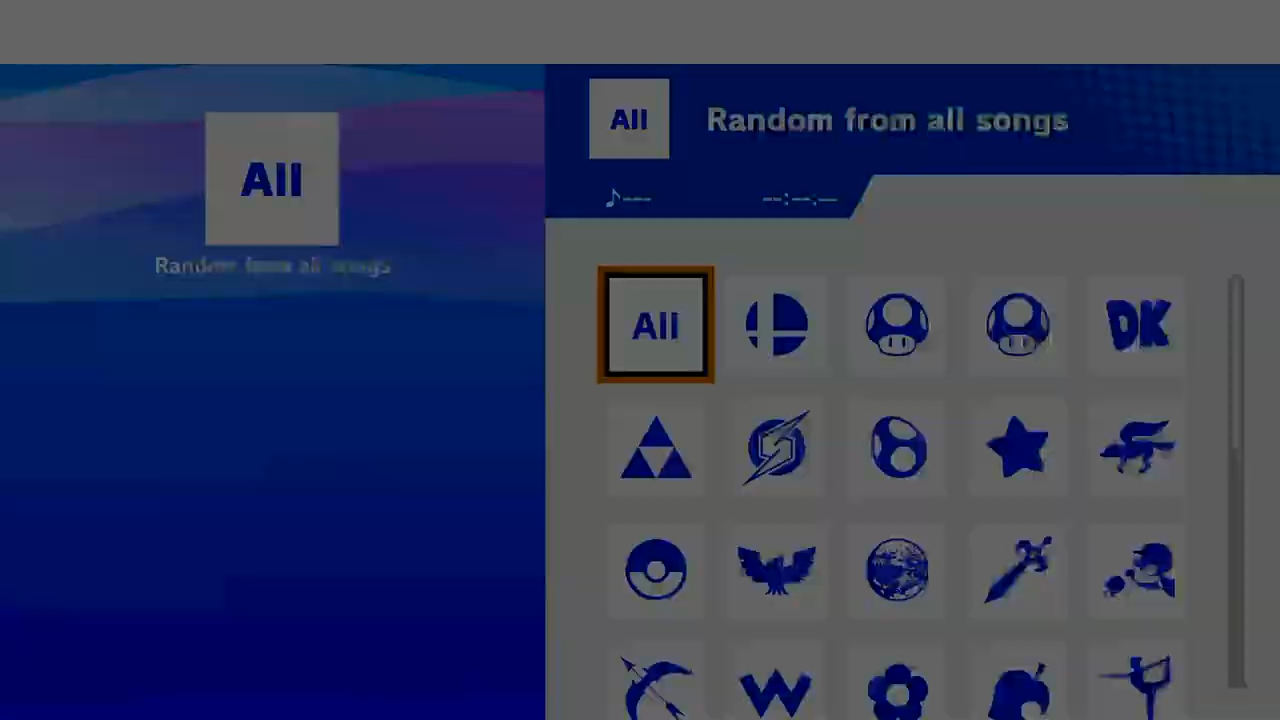 All
Random from all songs
All
Random from all songs
♪--- --:--:--
All
DK
W